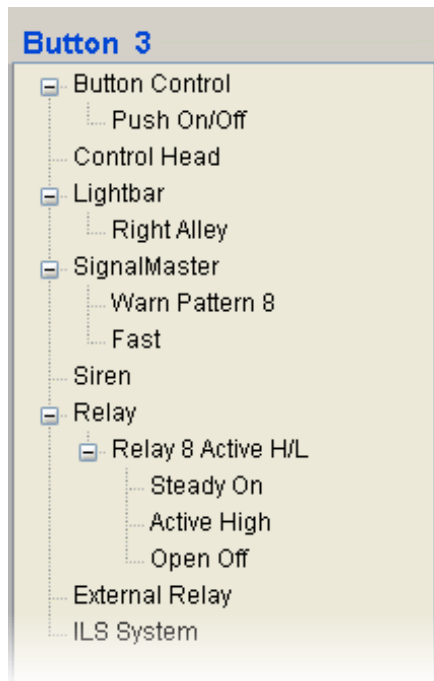 Button 3
Button Control
Push On/Off
Control Head
Lightbar
Right Alley
SignalMaster
Warn Pattern 8
Fast
Siren
Relay
Relay 8 Active H/L
Steady On
Active High
Open Off
External Relay
ILS System